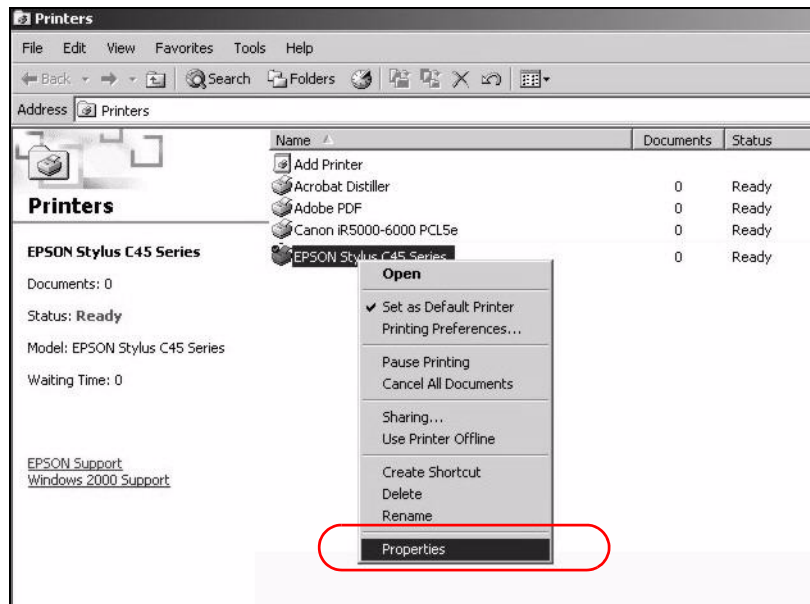 Printers
File Edit View Favorites Tools Help
Back Search Folders
Address Printers
Printers
EPSON Stylus C45 Series
Documents: 0
Status: Ready
Model: EPSON Stylus C45 Series
Waiting Time: 0
EPSON Support
Windows 2000 Support
Name Documents Status
Add Printer
Acrobat Distiller 0 Ready
Adobe PDF 0 Ready
Canon iR5000-6000 PCL5e 0 Ready
EPSON Stylus C45 Series 0 Ready
Open
Set as Default Printer
Printing Preferences...
Pause Printing
Cancel All Documents
Sharing...
Use Printer Offline
Create Shortcut
Delete
Rename
Properties